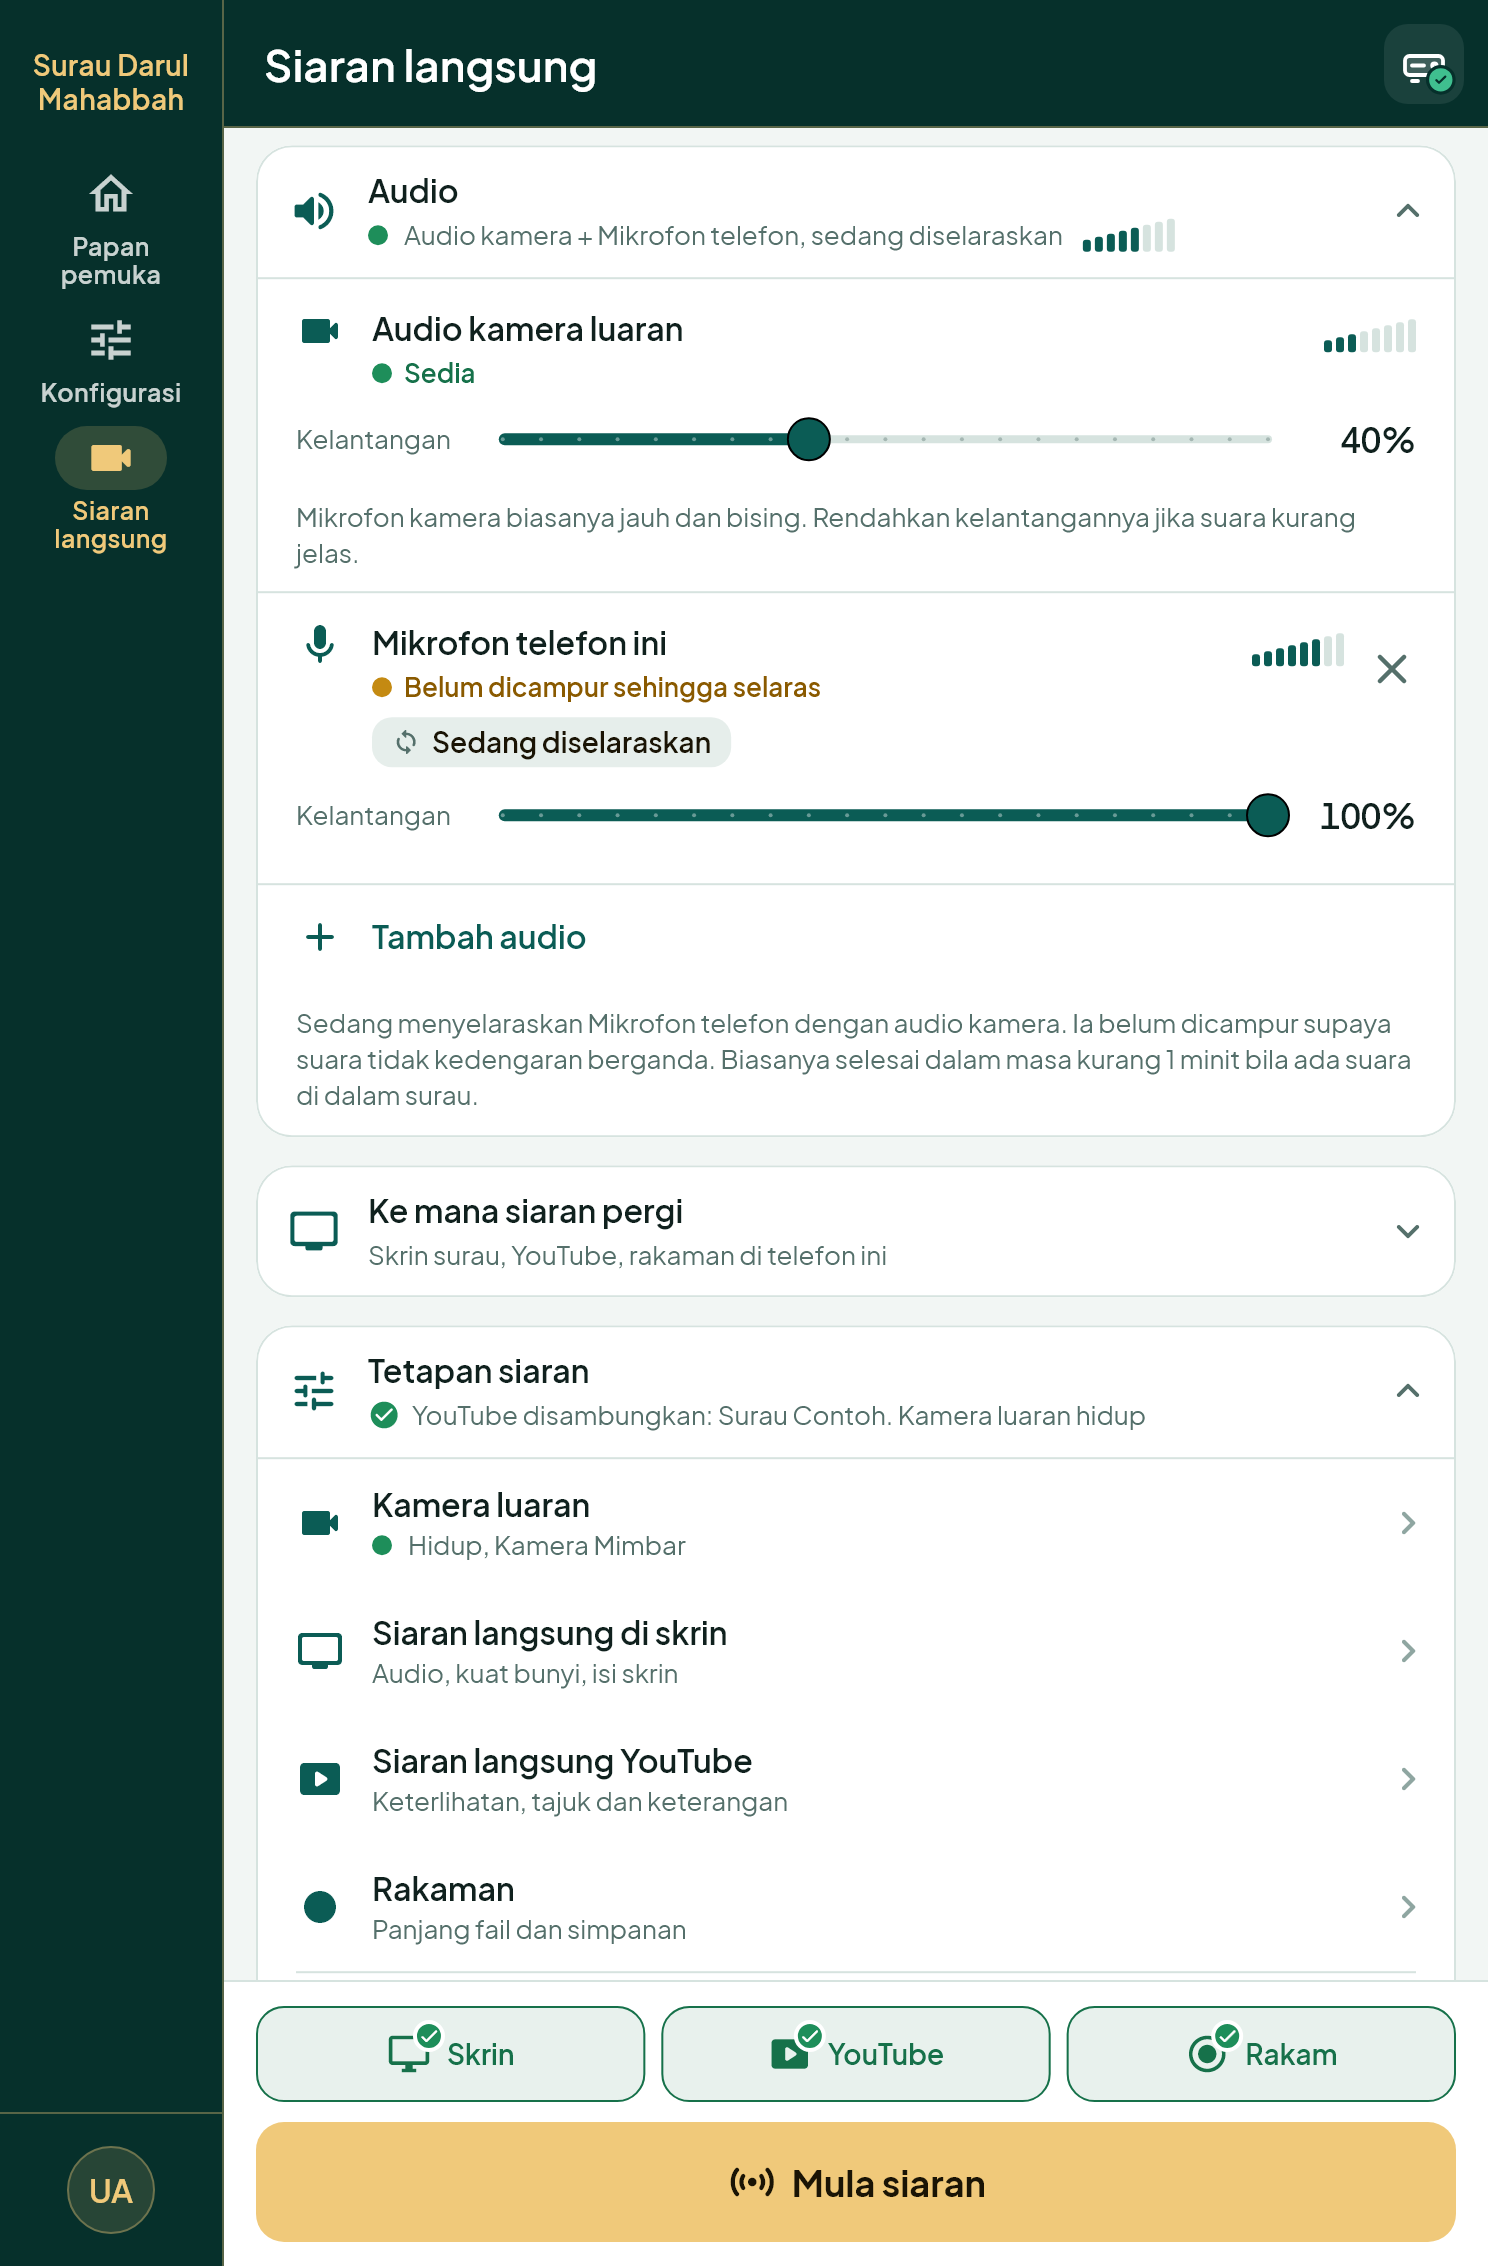 Surau Darul
Mahabbah
Papan
pemuka
Konfigurasi
Siaran
langsung
UA
Siaran langsung
Audio
Audio kamera + Mikrofon telefon, sedang diselaraskan
Audio kamera luaran
Sedia
Kelantangan
40%
Mikrofon kamera biasanya jauh dan bising. Rendahkan kelantangannya jika suara kurang
jelas.
Mikrofon telefon ini
Belum dicampur sehingga selaras
Sedang diselaraskan
Kelantangan
100%
Tambah audio
Sedang menyelaraskan Mikrofon telefon dengan audio kamera. Ia belum dicampur supaya
suara tidak kedengaran berganda. Biasanya selesai dalam masa kurang 1 minit bila ada suara
di dalam surau.
Ke mana siaran pergi
Skrin surau, YouTube, rakaman di telefon ini
Tetapan siaran
YouTube disambungkan: Surau Contoh. Kamera luaran hidup
Kamera luaran
Hidup, Kamera Mimbar
Siaran langsung di skrin
Audio, kuat bunyi, isi skrin
Siaran langsung YouTube
Keterlihatan, tajuk dan keterangan
Rakaman
Panjang fail dan simpanan
Skrin
YouTube
Rakam
Mula siaran